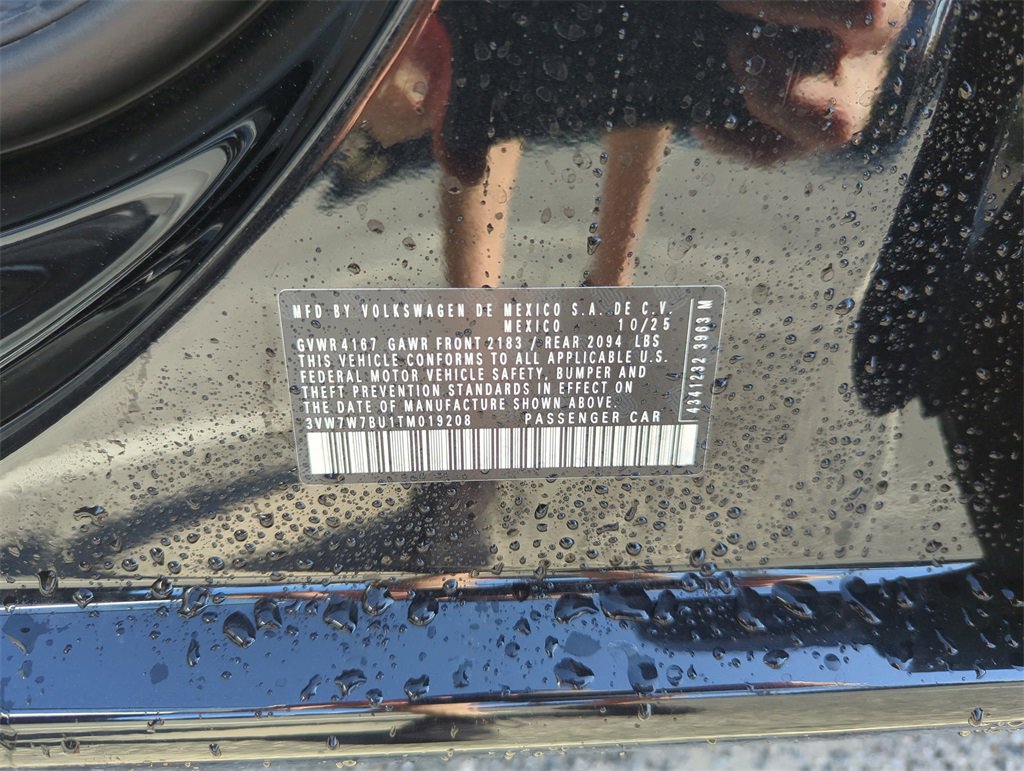 MFD BY VOLKSWAGEN DE MEXICO S.A. DE C.V.
MEXICO 10/25
GVWR 4167 GAWR FRONT 2183 / REAR 2094 LBS
THIS VEHICLE CONFORMS TO ALL APPLICABLE U.S.
FEDERAL MOTOR VEHICLE SAFETY, BUMPER AND
THEFT PREVENTION STANDARDS IN EFFECT ON
THE DATE OF MANUFACTURE SHOWN ABOVE.
3VW7W7BU1TM019208 PASSENGER CAR
4341232 3903 M